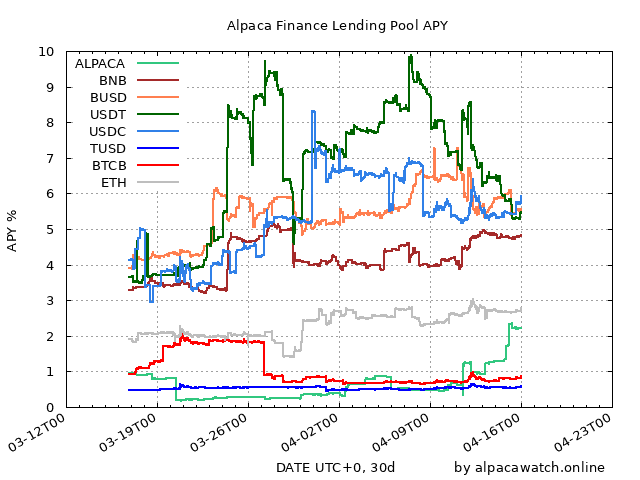 Alpaca Finance Lending Pool APY
10
9
8
7
6
5
4
3
2
1
0
APY %
ALPACA
BNB
BUSD
USDT
USDC
TUSD
BTCB
ETH
03-12T00
03-19T00
03-26T00
04-02T00
04-09T00
04-16T00
04-23T00
DATE UTC+0, 30d
by alpacawatch.online